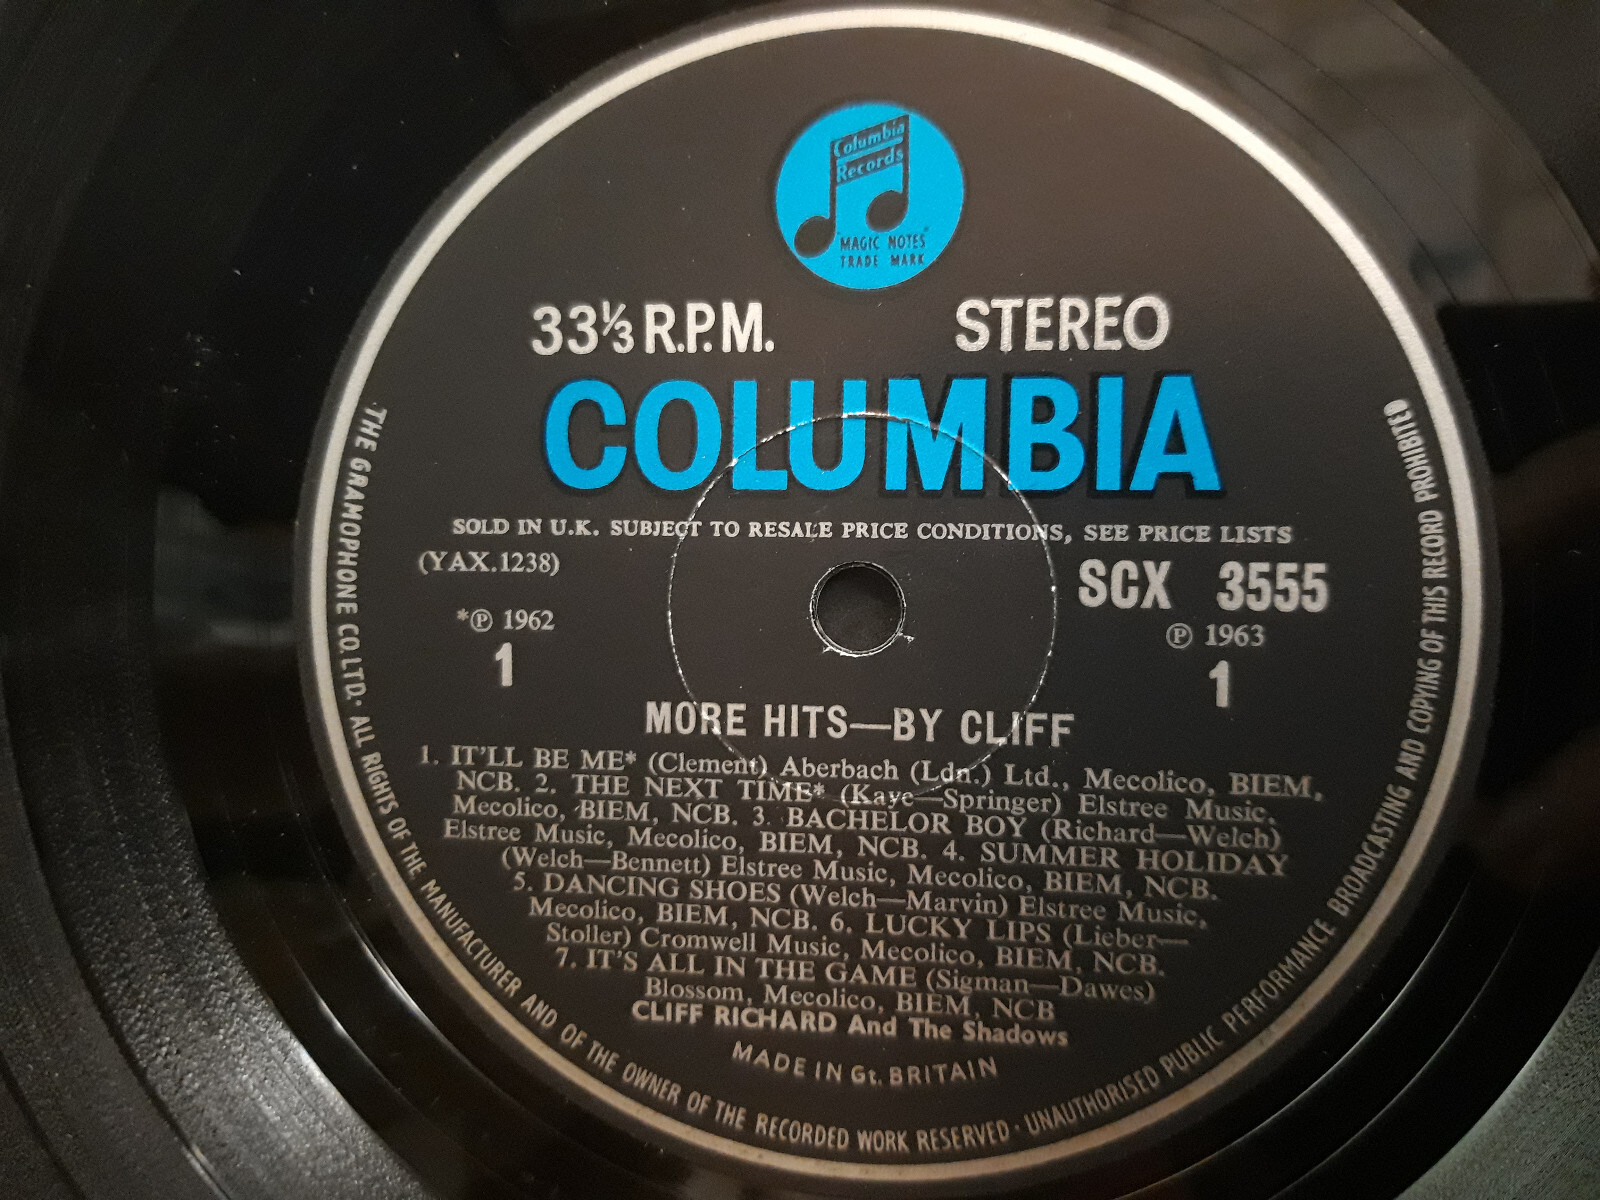 Columbia
Records
"MAGIC NOTES"
TRADE MARK
33⅓ R.P.M. STEREO
COLUMBIA
SOLD IN U.K. SUBJECT TO RESALE PRICE CONDITIONS, SEE PRICE LISTS
(YAX.1238) SCX 3555
*℗ 1962 ℗ 1963
1 1
MORE HITS—BY CLIFF
1. IT'LL BE ME* (Clement) Aberbach (Ldn.) Ltd., Mecolico, BIEM,
NCB. 2. THE NEXT TIME* (Kaye—Springer) Elstree Music,
Mecolico, BIEM, NCB. 3. BACHELOR BOY (Richard—Welch)
Elstree Music, Mecolico, BIEM, NCB. 4. SUMMER HOLIDAY
(Welch—Bennett) Elstree Music, Mecolico, BIEM, NCB.
5. DANCING SHOES (Welch—Marvin) Elstree Music,
Mecolico, BIEM, NCB. 6. LUCKY LIPS (Lieber—
Stoller) Cromwell Music, Mecolico, BIEM, NCB.
7. IT'S ALL IN THE GAME (Sigman—Dawes)
Blossom, Mecolico, BIEM, NCB
CLIFF RICHARD And The Shadows
MADE IN Gt. BRITAIN
THE GRAMOPHONE CO. LTD. · ALL RIGHTS OF THE MANUFACTURER AND OF THE OWNER OF THE RECORDED WORK RESERVED · UNAUTHORISED PUBLIC PERFORMANCE BROADCASTING AND COPYING OF THIS RECORD PROHIBITED